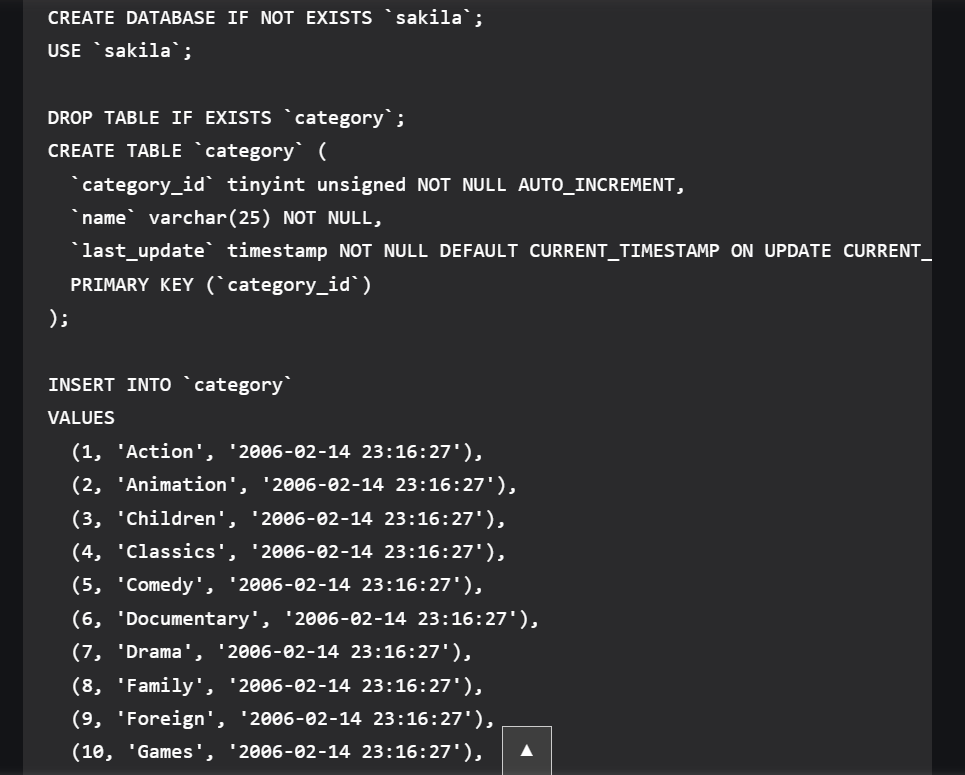 CREATE DATABASE IF NOT EXISTS `sakila`;
USE `sakila`;
DROP TABLE IF EXISTS `category`;
CREATE TABLE `category` (
  `category_id` tinyint unsigned NOT NULL AUTO_INCREMENT,
  `name` varchar(25) NOT NULL,
  `last_update` timestamp NOT NULL DEFAULT CURRENT_TIMESTAMP ON UPDATE CURRENT_
  PRIMARY KEY (`category_id`)
);
INSERT INTO `category`
VALUES
  (1, 'Action', '2006-02-14 23:16:27'),
  (2, 'Animation', '2006-02-14 23:16:27'),
  (3, 'Children', '2006-02-14 23:16:27'),
  (4, 'Classics', '2006-02-14 23:16:27'),
  (5, 'Comedy', '2006-02-14 23:16:27'),
  (6, 'Documentary', '2006-02-14 23:16:27'),
  (7, 'Drama', '2006-02-14 23:16:27'),
  (8, 'Family', '2006-02-14 23:16:27'),
  (9, 'Foreign', '2006-02-14 23:16:27'),
  (10, 'Games', '2006-02-14 23:16:27'),